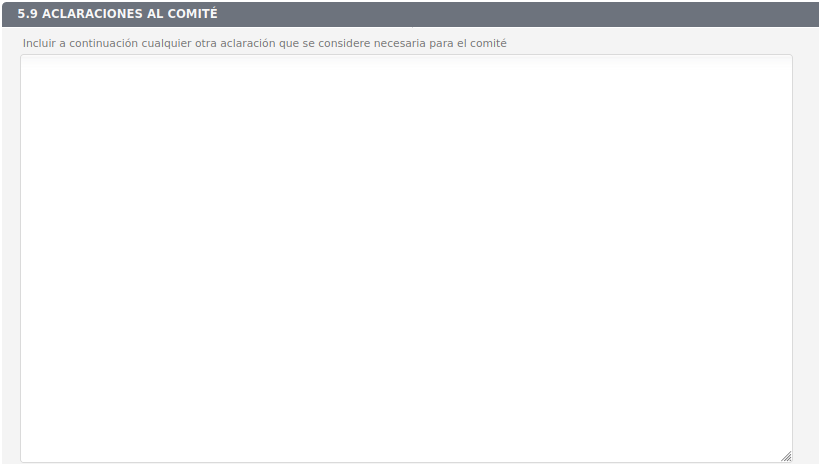 5.9 ACLARACIONES AL COMITÉ
Incluir a continuación cualquier otra aclaración que se considere necesaria para el comité